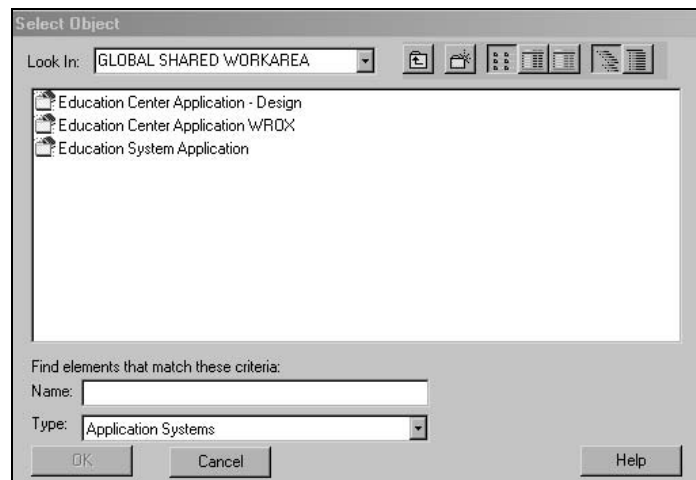 Select Object
Look In: GLOBAL SHARED WORKAREA
Education Center Application - Design
Education Center Application WROX
Education System Application
Find elements that match these criteria:
Name:
Type: Application Systems
OK Cancel Help